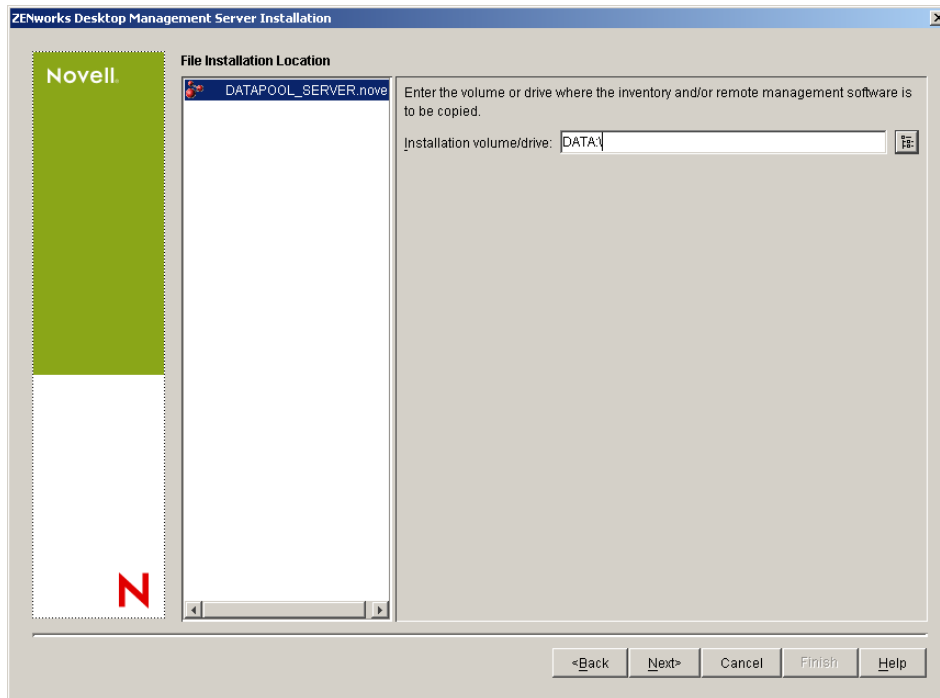 ZENworks Desktop Management Server Installation
Novell.
File Installation Location
DATAPOOL_SERVER.nove
Enter the volume or drive where the inventory and/or remote management software is
to be copied.
Installation volume/drive: DATA:\
N
<Back Next> Cancel Finish Help